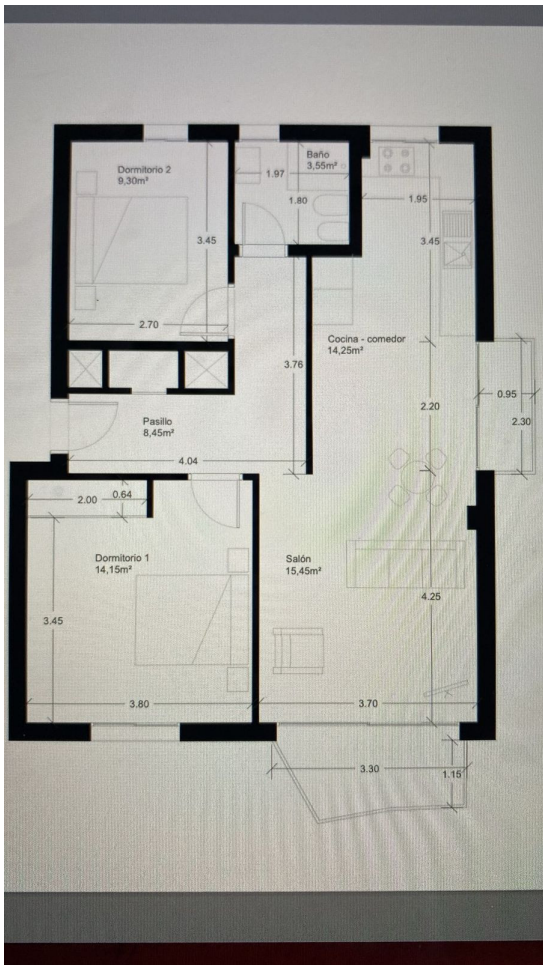 Dormitorio 2
9,30m²
Baño
3,55m²
1.97
1.80
1.95
3.45
3.45
2.70
Cocina - comedor
14,25m²
3.76
0.95
2.20
2.30
Pasillo
8,45m²
4.04
2.00
0.64
Dormitorio 1
14,15m²
Salón
15,45m²
3.45
4.25
3.80
3.70
3.30
1.15